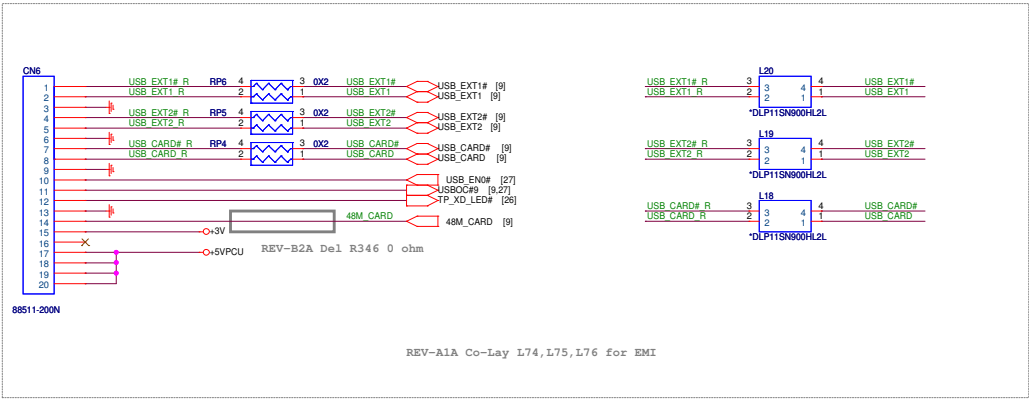 CN6
1 USB_EXT1#_R RP6 4 3 0X2 USB_EXT1# USB_EXT1# [9]
2 USB_EXT1_R 2 1 USB_EXT1 USB_EXT1 [9]
3
4 USB_EXT2#_R RP5 4 3 0X2 USB_EXT2# USB_EXT2# [9]
5 USB_EXT2_R 2 1 USB_EXT2 USB_EXT2 [9]
6
7 USB_CARD#_R RP4 4 3 0X2 USB_CARD# USB_CARD# [9]
8 USB_CARD_R 2 1 USB_CARD USB_CARD [9]
9
10 USB_EN0# [27]
11 USBOC#9 [9,27]
12 TP_XD_LED# [26]
13
14 48M_CARD 48M_CARD [9]
15 +3V
16
17 +5VPCU
18
19
20
88511-200N
REV-B2A Del R346 0 ohm
L20
USB_EXT1#_R 3 3 4 4 USB_EXT1#
USB_EXT1_R 2 2 1 1 USB_EXT1
*DLP11SN900HL2L
L19
USB_EXT2#_R 3 3 4 4 USB_EXT2#
USB_EXT2_R 2 2 1 1 USB_EXT2
*DLP11SN900HL2L
L18
USB_CARD#_R 3 3 4 4 USB_CARD#
USB_CARD_R 2 2 1 1 USB_CARD
*DLP11SN900HL2L
REV-A1A Co-Lay L74,L75,L76 for EMI